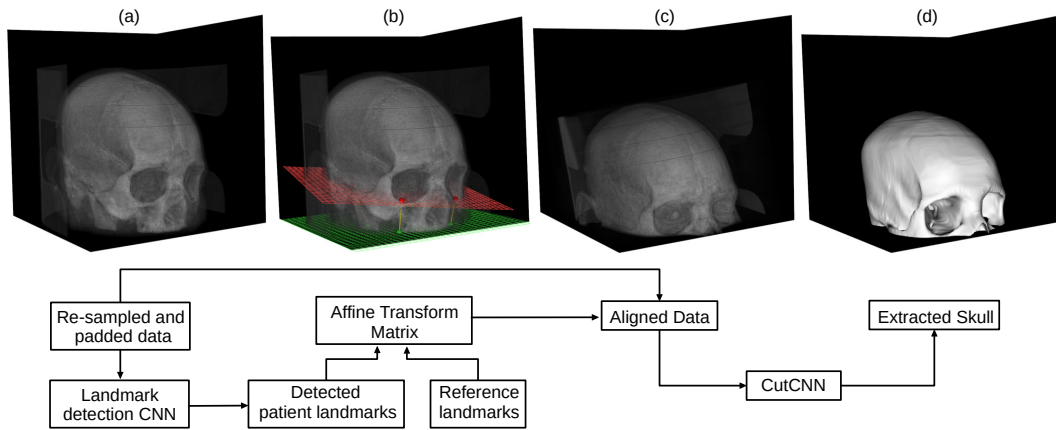 (a)
(b)
(c)
(d)
Re-sampled and
padded data
Affine Transform
Matrix
Aligned Data
Extracted Skull
Landmark
detection CNN
Detected
patient landmarks
Reference
landmarks
CutCNN